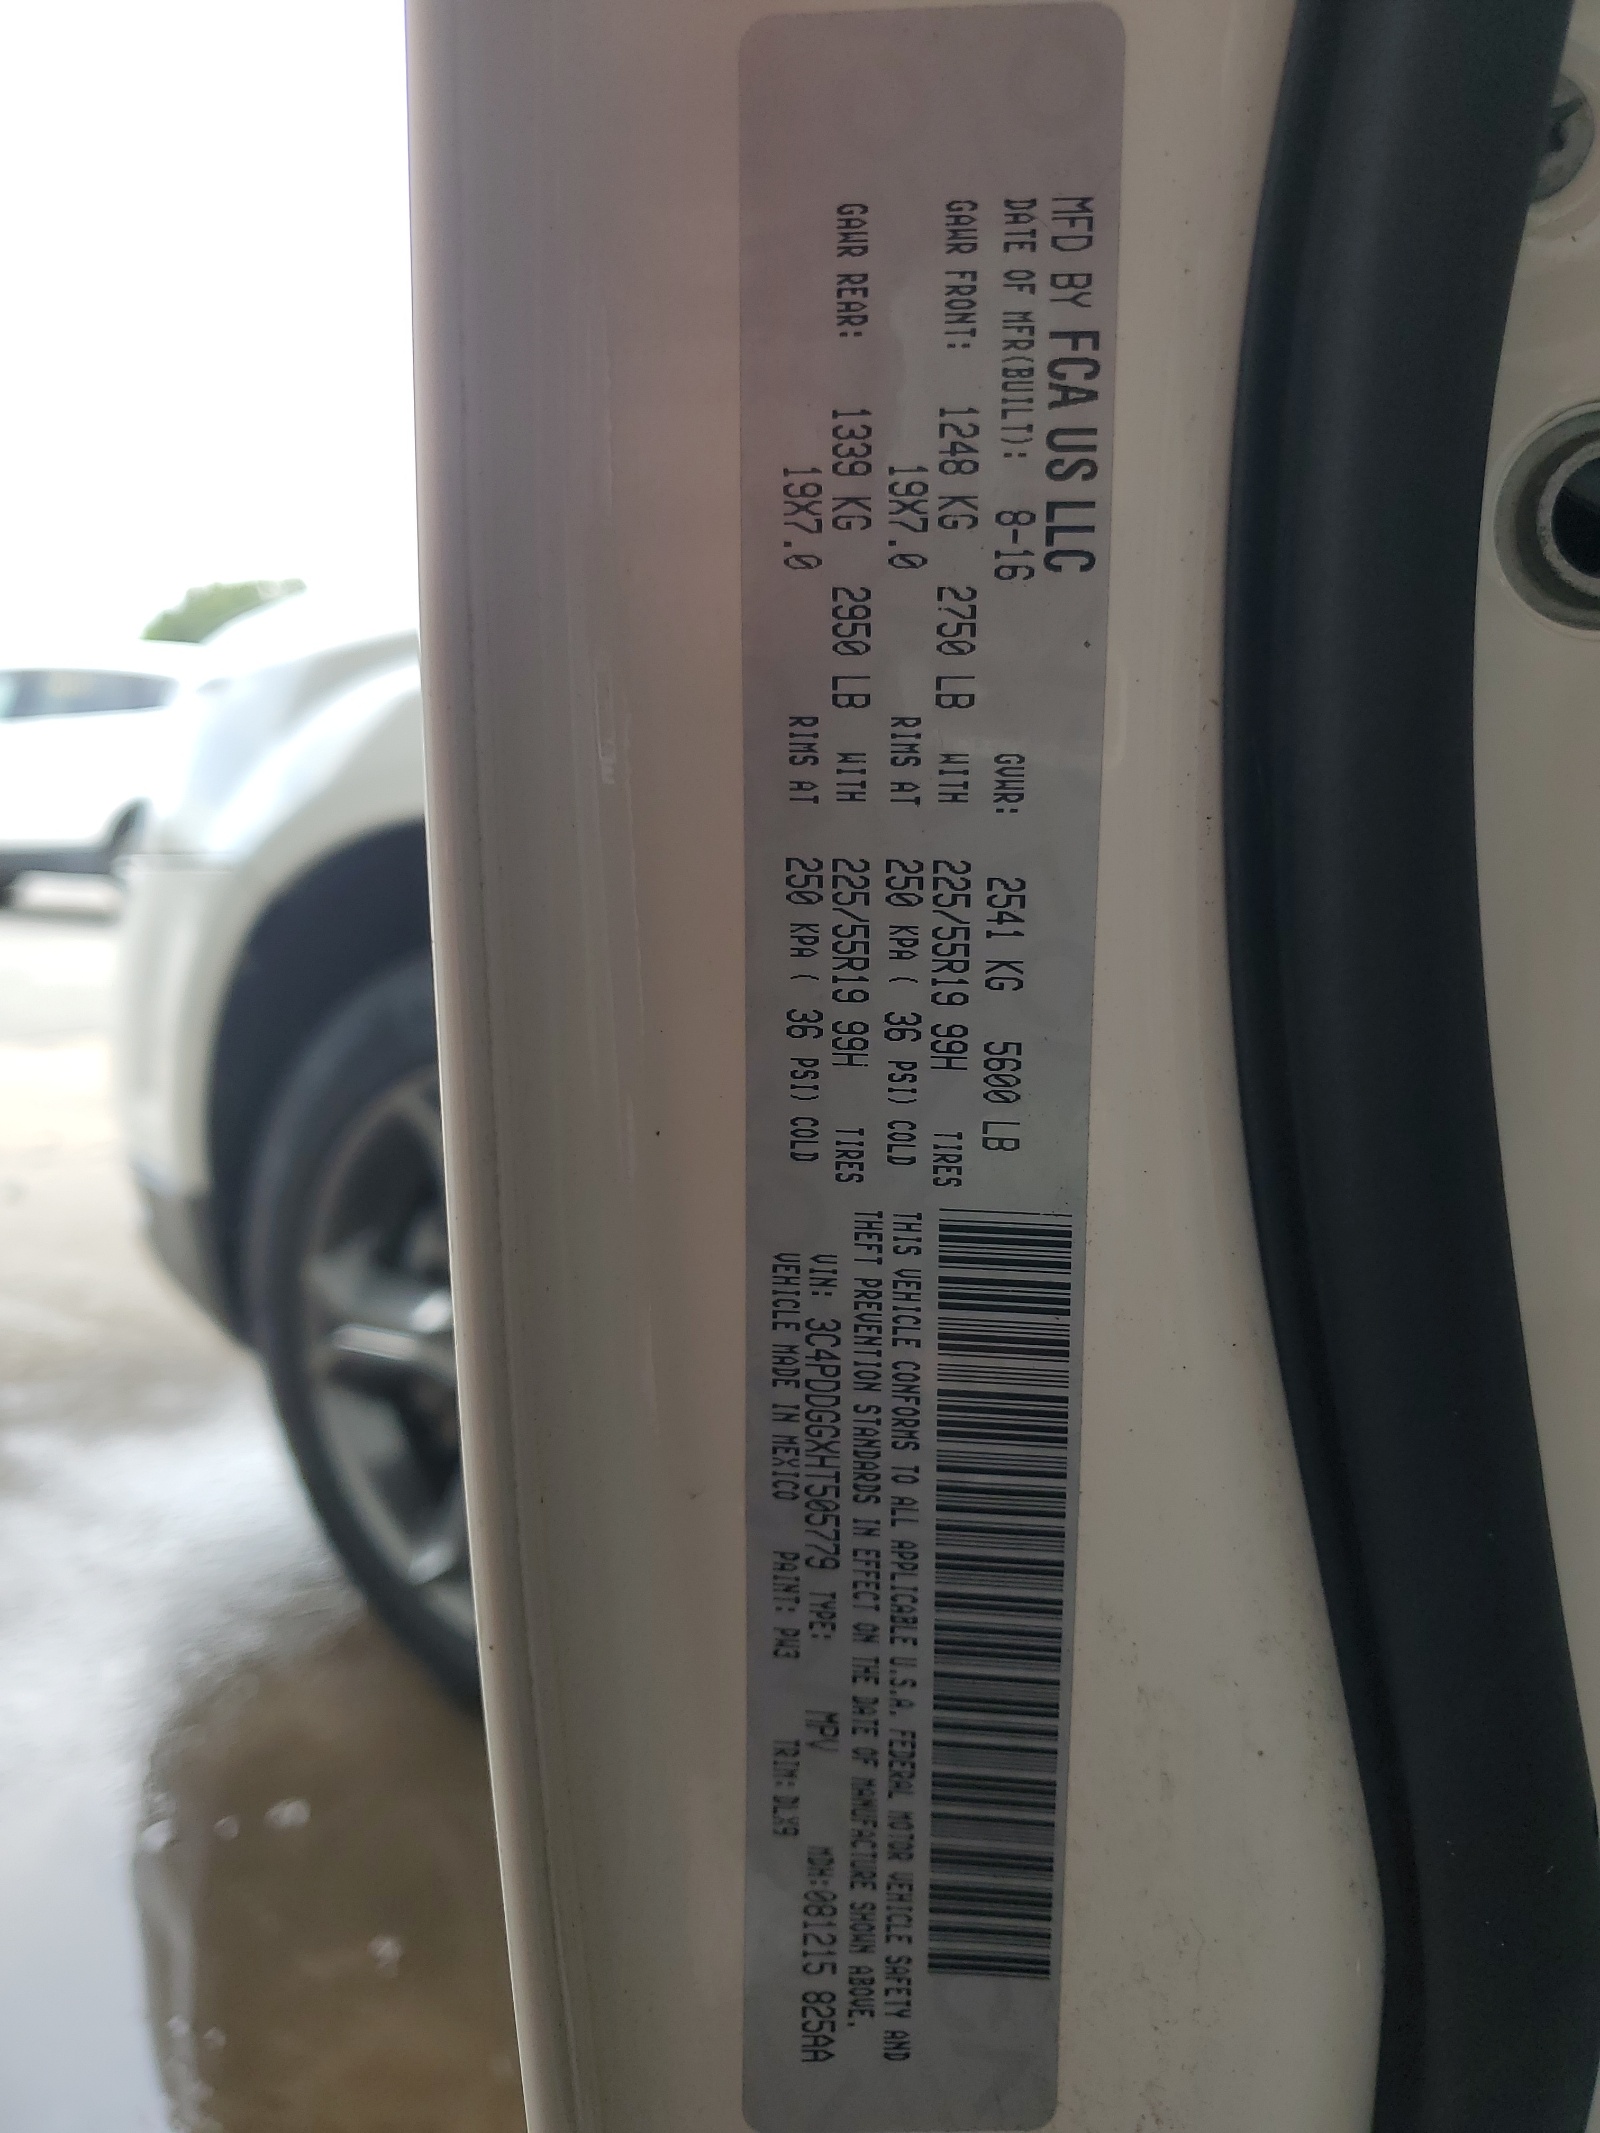 MFD BY FCA US LLC
DATE OF MFR(BUILT): 8-16 GVWR: 2541 KG 5600 LB
GAWR FRONT: 1248 KG 2750 LB WITH 225/55R19 99H TIRES
19X7.0 RIMS AT 250 KPA ( 36 PSI) COLD
GAWR REAR: 1339 KG 2950 LB WITH 225/55R19 99H TIRES
19X7.0 RIMS AT 250 KPA ( 36 PSI) COLD
THIS VEHICLE CONFORMS TO ALL APPLICABLE U.S.A. FEDERAL MOTOR VEHICLE SAFETY AND
THEFT PREVENTION STANDARDS IN EFFECT ON THE DATE OF MANUFACTURE SHOWN ABOVE.
VIN: 3C4PDDGGXHT505779 TYPE: MPV MDH:081215 825AA
VEHICLE MADE IN MEXICO PAINT: PW3 TRIM:DLX9